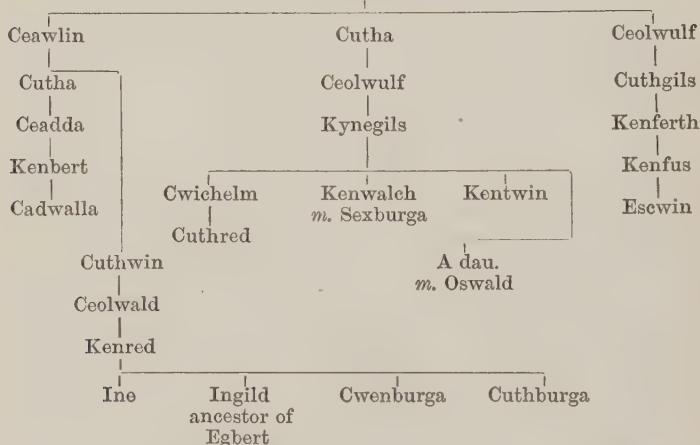 Ceawlin Cutha Ceolwulf
Cutha Ceolwulf Cuthgils
Ceadda Kynegils Kenferth
Kenbert Kenfus
Cadwalla Cwichelm Kenwalch Kentwin Escwin
m. Sexburga
Cuthred
Cuthwin A dau.
m. Oswald
Ceolwald
Kenred
Ine Ingild Cwenburga Cuthburga
ancestor of
Egbert